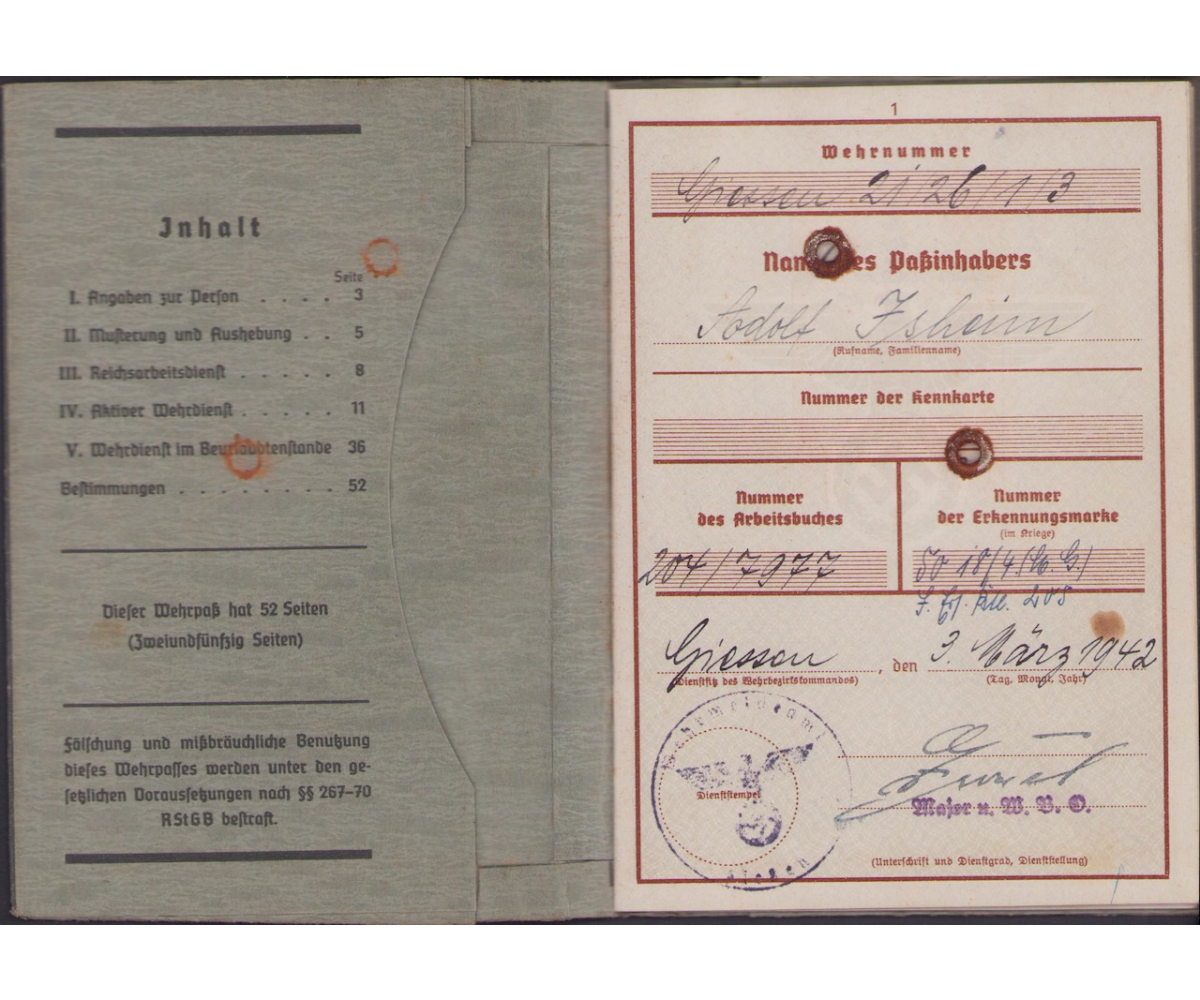 Inhalt
Seite
I. Angaben zur Person . . . . 3
II. Musterung und Aushebung . . 5
III. Reichsarbeitsdienst . . . . . 8
IV. Aktiver Wehrdienst . . . . . 11
V. Wehrdienst im Beurlaubtenstande 36
Bestimmungen . . . . . . . . 52
Dieser Wehrpaß hat 52 Seiten
(Zweiundfünfzig Seiten)
Fälschung und mißbräuchliche Benutzung
dieses Wehrpasses werden unter den ge-
setzlichen Voraussetzungen nach §§ 267–70
RStGB bestraft.
1
Wehrnummer
Giessen 21/26/1/3
Name des Paßinhabers
Adolf Isheim
(Rufname, Familienname)
Nummer der Kennkarte
Nummer
des Arbeitsbuches
204/7977
Nummer
der Erkennungsmarke
(im Kriege)
205
Giessen, den 3. März 1942
(Dienstsitz des Wehrbezirkskommandos) (Tag, Monat, Jahr)
Wehrmeldeamt
Dienststempel
Gießen
Major u. W. B. O.
(Unterschrift und Dienstgrad, Dienststellung)